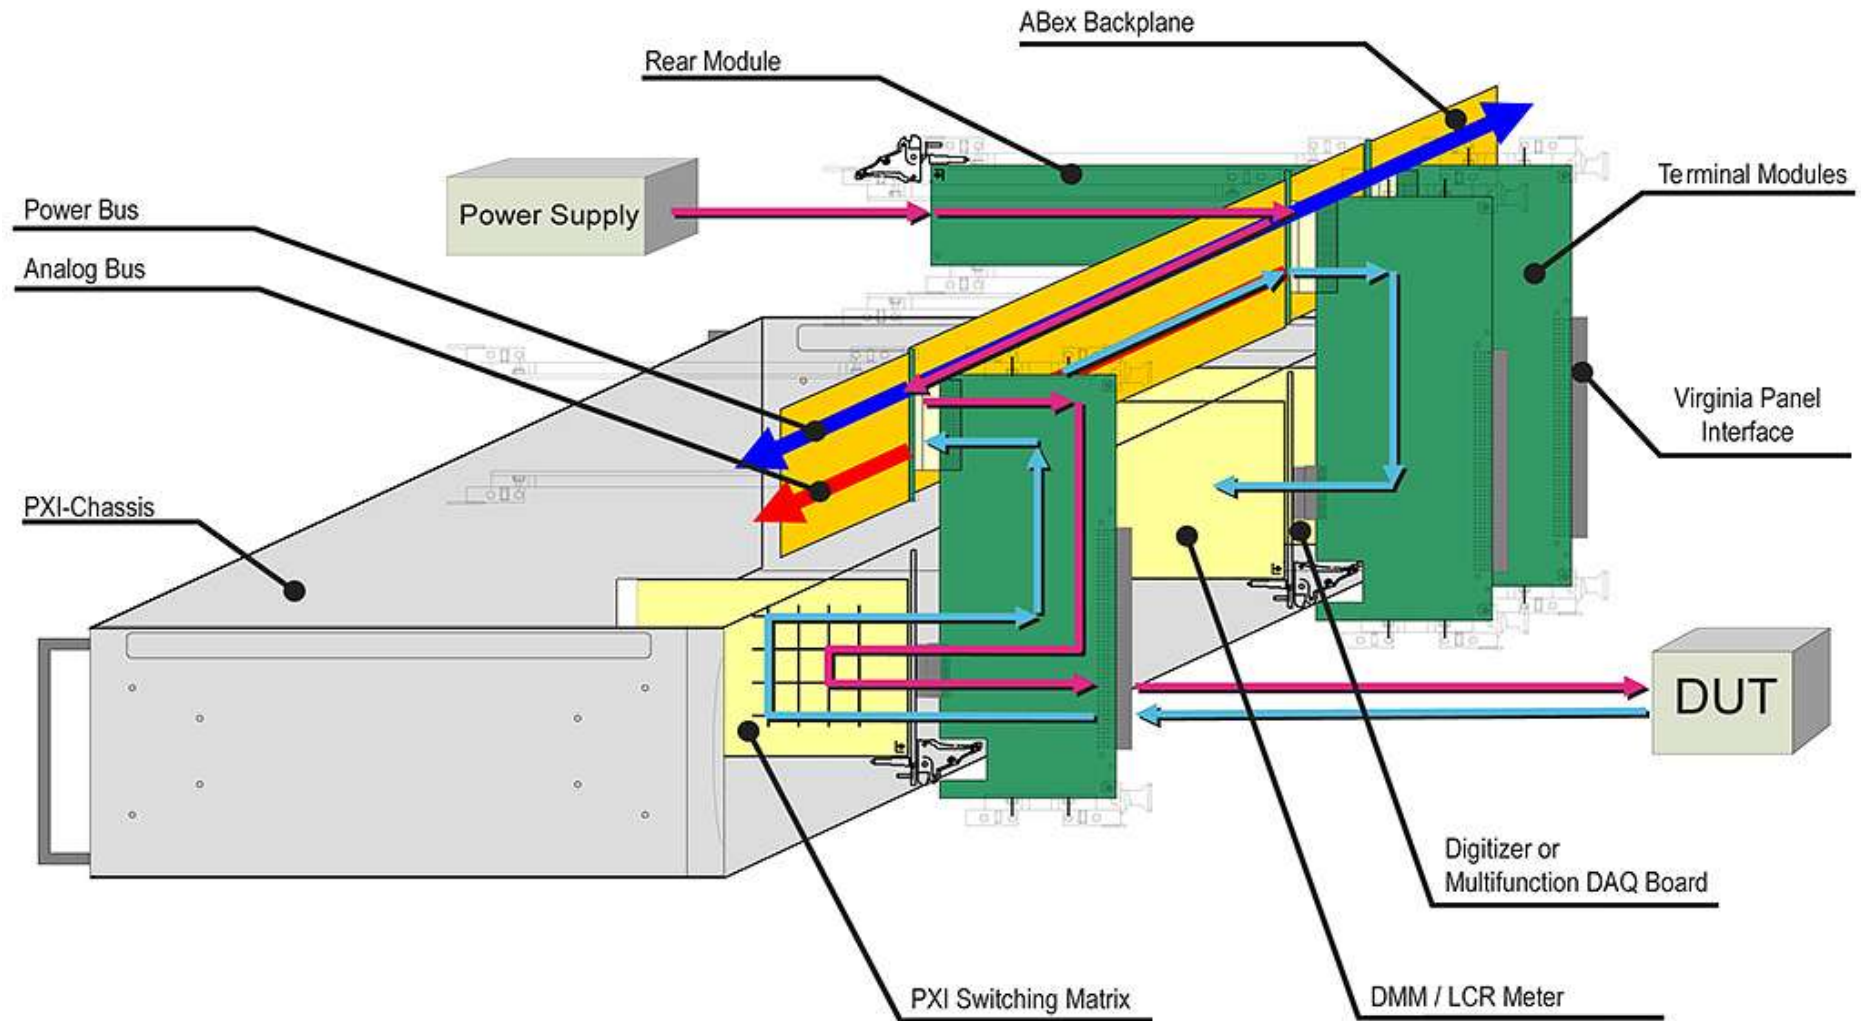 ABex Backplane
Rear Module
Terminal Modules
Power Supply
Power Bus
Analog Bus
Virginia Panel
Interface
PXI-Chassis
DUT
Digitizer or
Multifunction DAQ Board
PXI Switching Matrix
DMM / LCR Meter